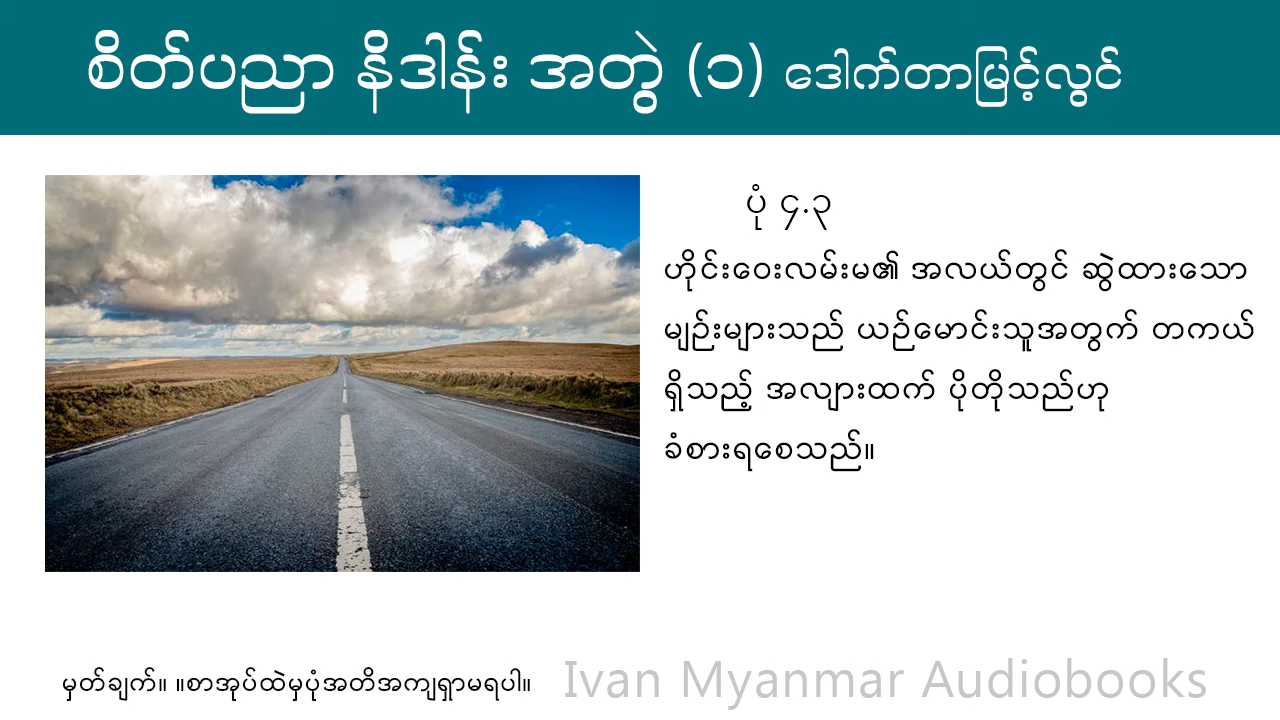 စိတ်ပညာ နိဒါန်း အတွဲ (၁) ဒေါက်တာမြင့်လွင်
ပုံ ၄.၃
ဟိုင်းဝေးလမ်းမ၏ အလယ်တွင် ဆွဲထားသော
မျဉ်းများသည် ယဉ်မောင်းသူအတွက် တကယ်
ရှိသည့် အလျားထက် ပိုတိုသည်ဟု
ခံစားရစေသည်။
မှတ်ချက်။ ။စာအုပ်ထဲမှပုံအတိအကျရှာမရပါ။
Ivan Myanmar Audiobooks